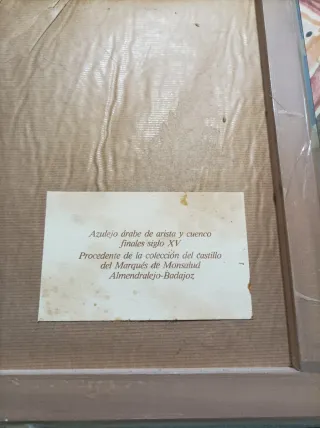 Azulejo árabe de arista y cuenca
finales siglo XV
Procedente de la colección del castillo
del Marqués de Monsalud
Almendralejo-Badajoz